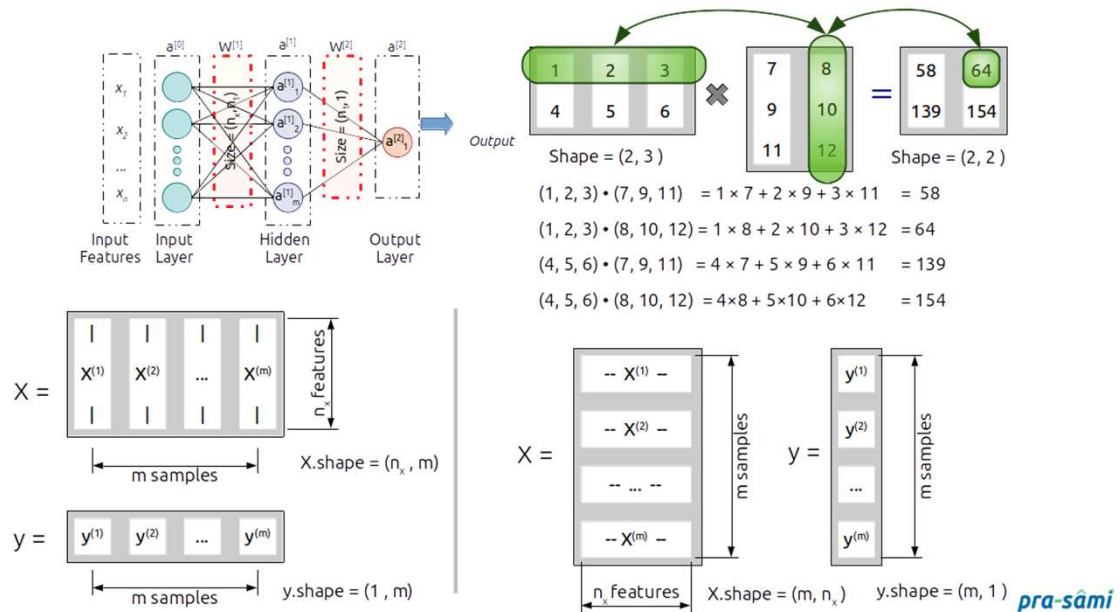 a[0] W[1] a[1] W[2] a[2]
x1
x2
...
xn
Size = (nx, n1)
a[1]1
a[1]2
a[1]m
Size = (n1, 1)
a[2]1
Output
Input Features
Input Layer
Hidden Layer
Output Layer
1 2 3
4 5 6
Shape = (2, 3)
×
7 8
9 10
11 12
=
58 64
139 154
Shape = (2, 2)
(1, 2, 3) • (7, 9, 11) = 1 × 7 + 2 × 9 + 3 × 11 = 58
(1, 2, 3) • (8, 10, 12) = 1 × 8 + 2 × 10 + 3 × 12 = 64
(4, 5, 6) • (7, 9, 11) = 4 × 7 + 5 × 9 + 6 × 11 = 139
(4, 5, 6) • (8, 10, 12) = 4×8 + 5×10 + 6×12 = 154
X =
| | | |
X(1) X(2) ... X(m)
| | | |
nx features
m samples
X.shape = (nx , m)
y =
y(1) y(2) ... y(m)
m samples
y.shape = (1 , m)
X =
-- X(1) --
-- X(2) --
-- ... --
-- X(m) --
m samples
nx features
X.shape = (m, nx)
y =
y(1)
y(2)
...
y(m)
m samples
y.shape = (m, 1)
pra-sâmi